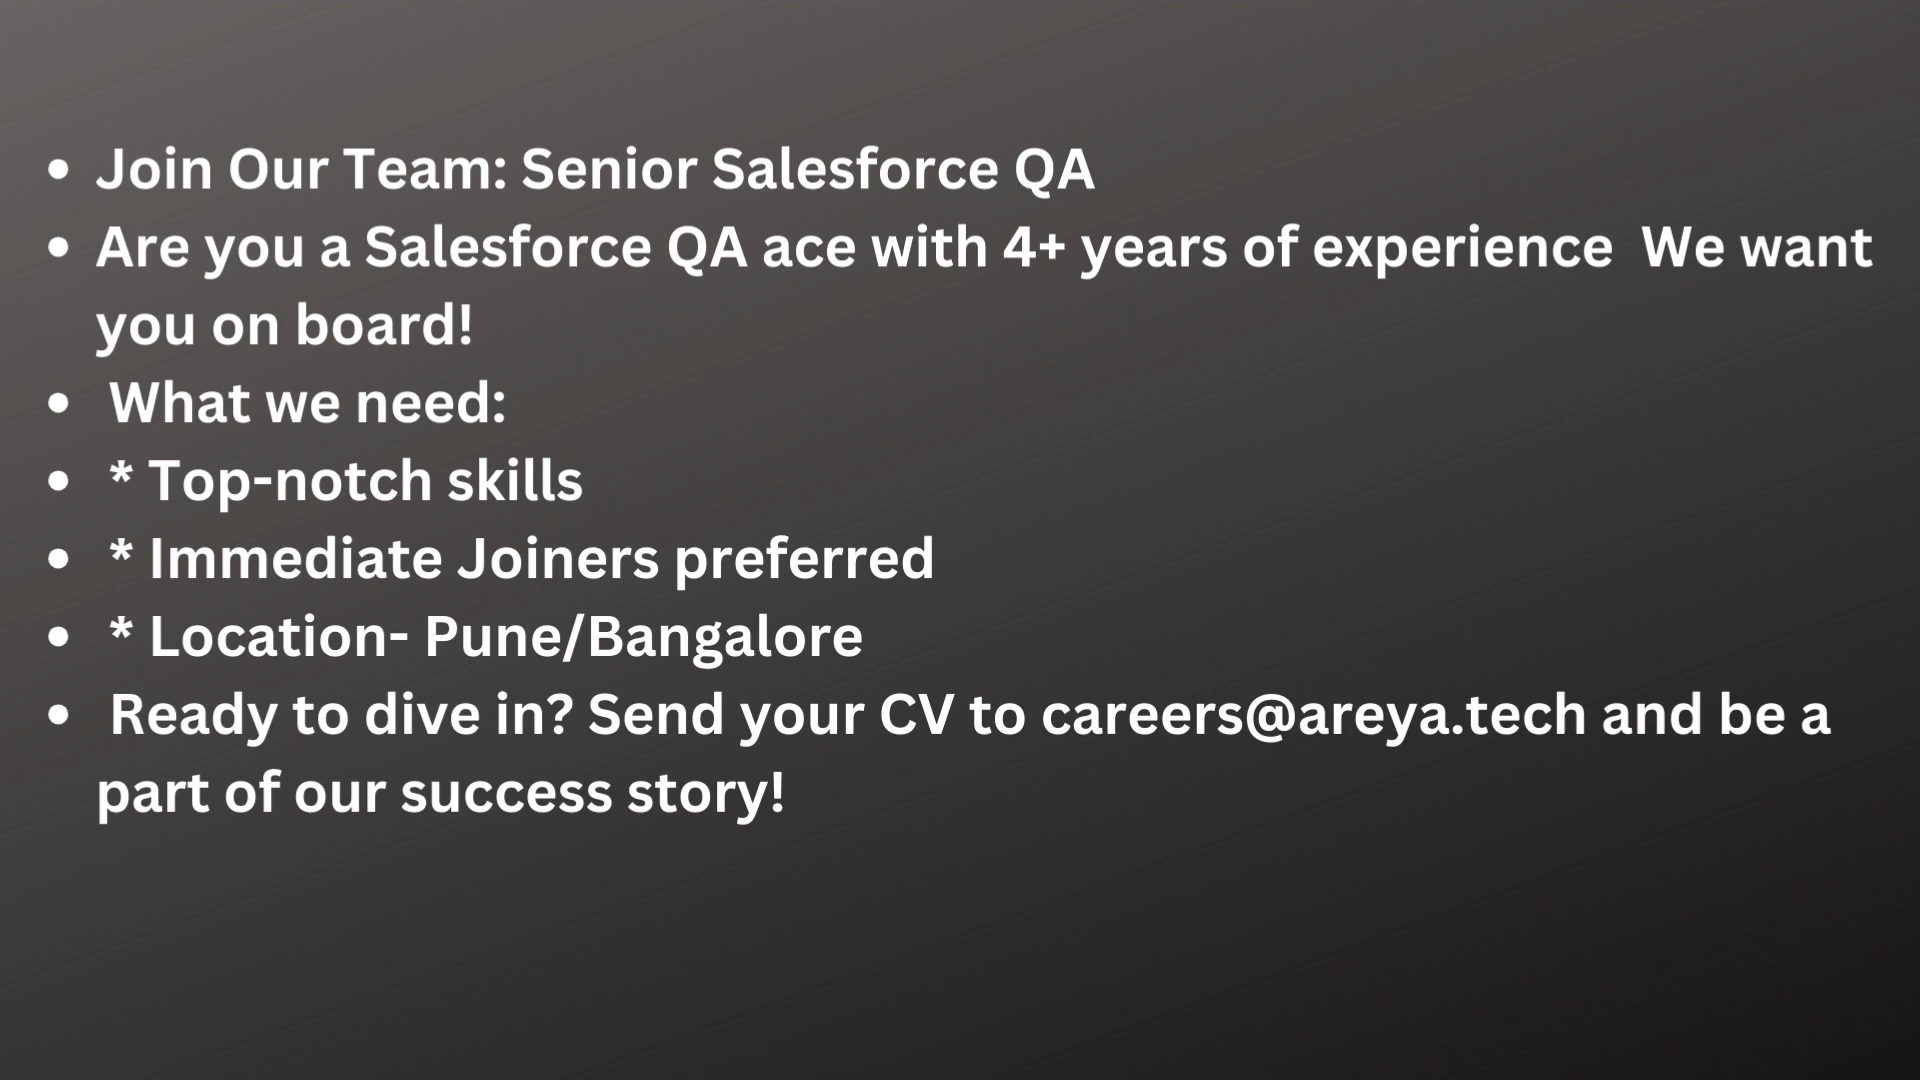 • Join Our Team: Senior Salesforce QA
• Are you a Salesforce QA ace with 4+ years of experience  We want
you on board!
• What we need:
• * Top-notch skills
• * Immediate Joiners preferred
• * Location- Pune/Bangalore
• Ready to dive in? Send your CV to careers@areya.tech and be a
part of our success story!